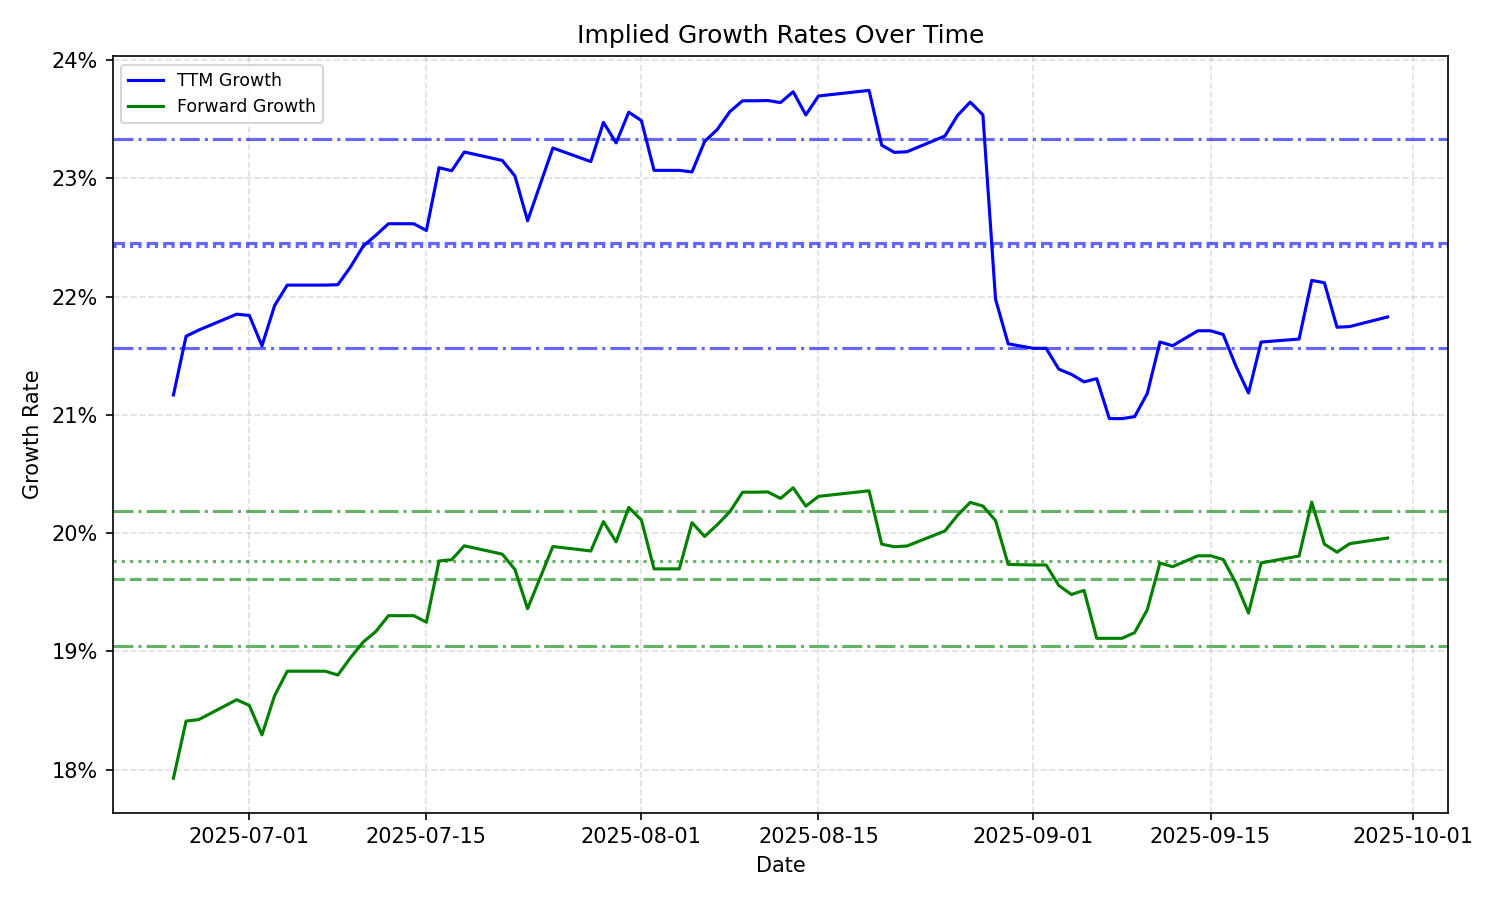 Implied Growth Rates Over Time
TTM Growth
Forward Growth
24%
23%
22%
21%
20%
19%
18%
Growth Rate
2025-07-01
2025-07-15
2025-08-01
2025-08-15
2025-09-01
2025-09-15
2025-10-01
Date